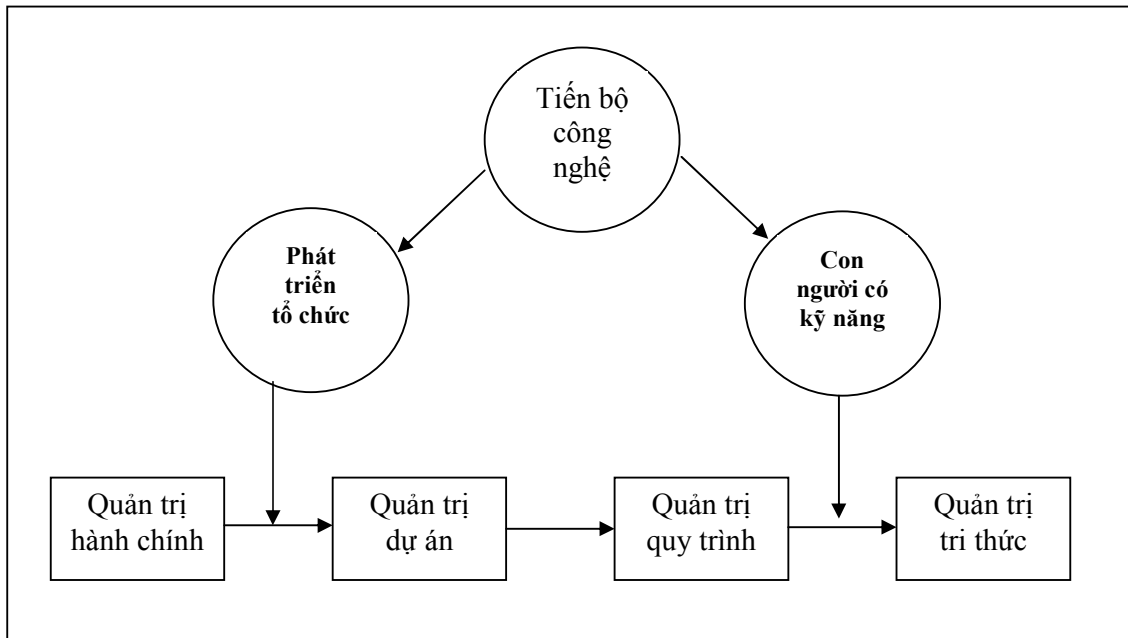 Tiến bộ
công
nghệ
Phát
triển
tổ chức
Con
người có
kỹ năng
Quản trị
hành chính
Quản trị
dự án
Quản trị
quy trình
Quản trị
tri thức